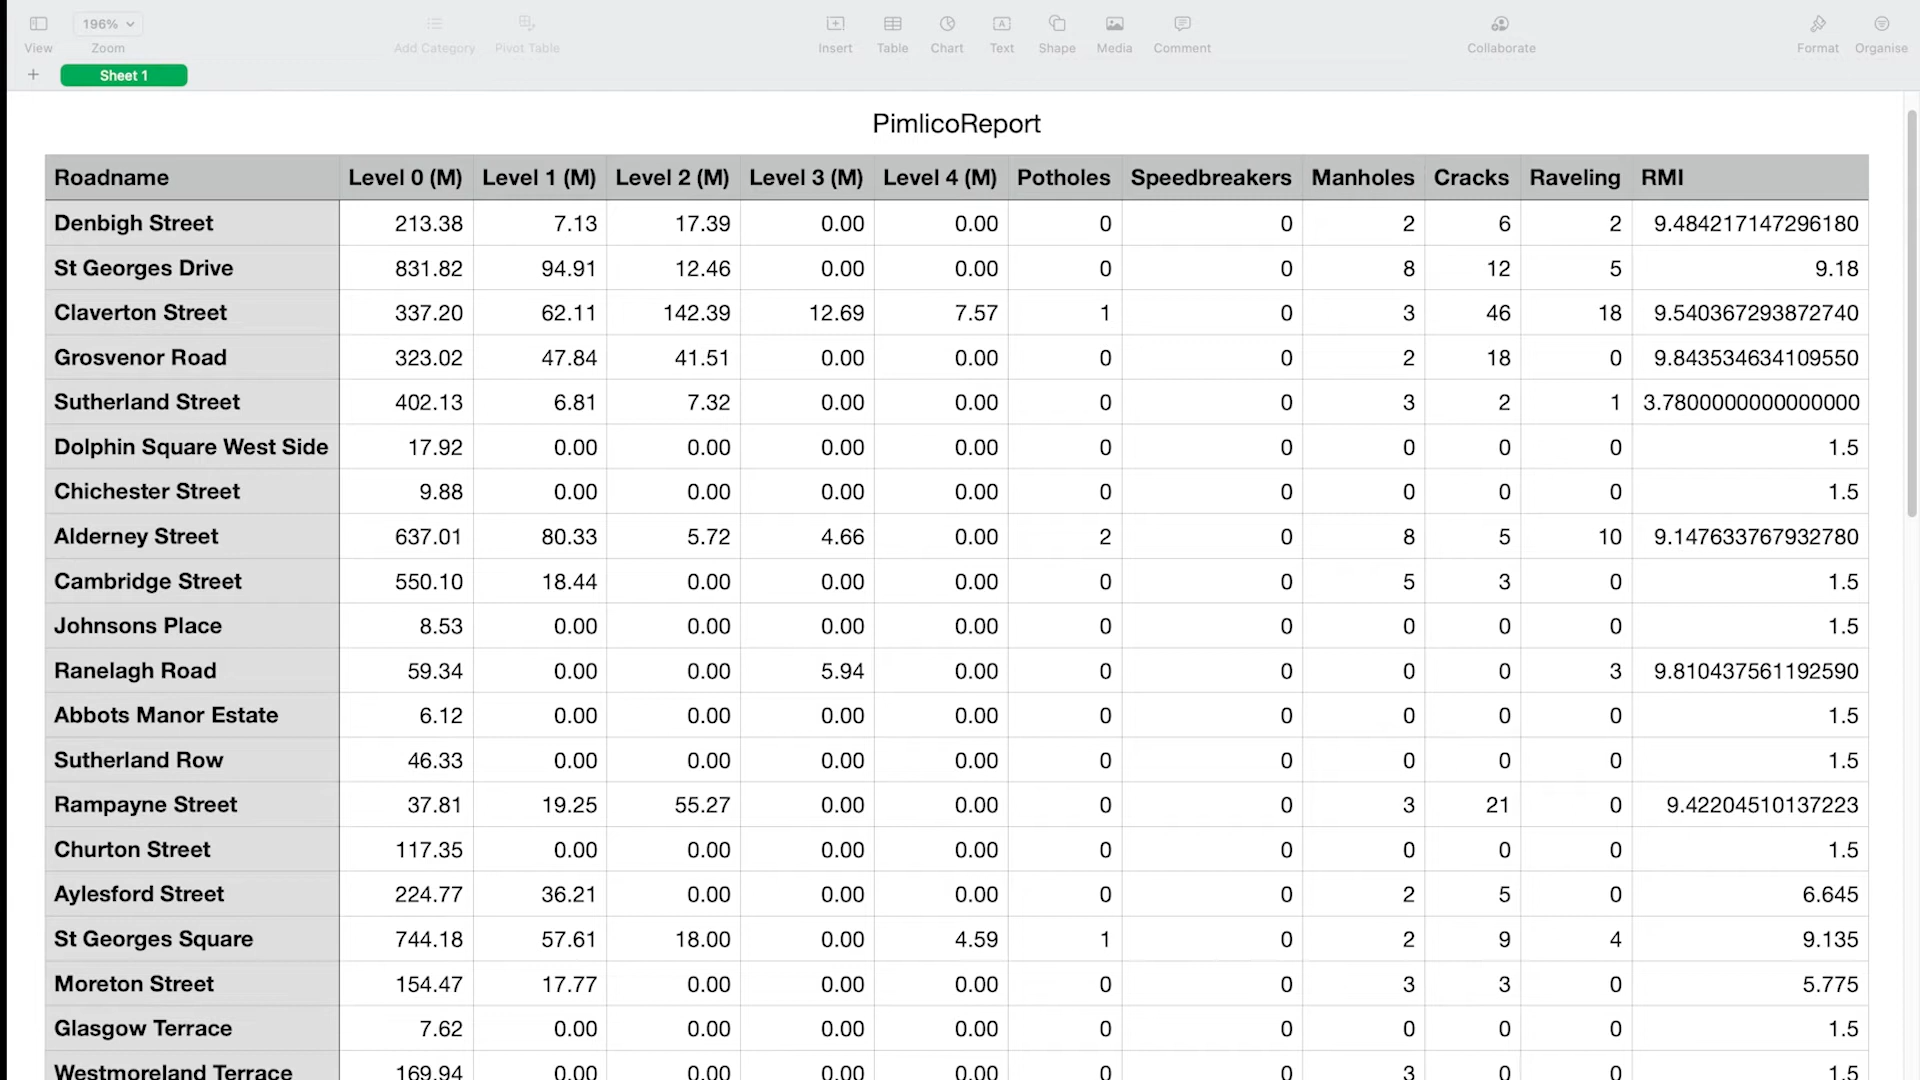 196%
View Zoom Add Category Pivot Table Insert Table Chart Text Shape Media Comment Collaborate Format Organise
+ Sheet 1
PimlicoReport
Roadname Level 0 (M) Level 1 (M) Level 2 (M) Level 3 (M) Level 4 (M) Potholes Speedbreakers Manholes Cracks Raveling RMI
Denbigh Street 213.38 7.13 17.39 0.00 0.00 0 0 2 6 2 9.484217147296180
St Georges Drive 831.82 94.91 12.46 0.00 0.00 0 0 8 12 5 9.18
Claverton Street 337.20 62.11 142.39 12.69 7.57 1 0 3 46 18 9.540367293872740
Grosvenor Road 323.02 47.84 41.51 0.00 0.00 0 0 2 18 0 9.843534634109550
Sutherland Street 402.13 6.81 7.32 0.00 0.00 0 0 3 2 1 3.7800000000000000
Dolphin Square West Side 17.92 0.00 0.00 0.00 0.00 0 0 0 0 0 1.5
Chichester Street 9.88 0.00 0.00 0.00 0.00 0 0 0 0 0 1.5
Alderney Street 637.01 80.33 5.72 4.66 0.00 2 0 8 5 10 9.147633767932780
Cambridge Street 550.10 18.44 0.00 0.00 0.00 0 0 5 3 0 1.5
Johnsons Place 8.53 0.00 0.00 0.00 0.00 0 0 0 0 0 1.5
Ranelagh Road 59.34 0.00 0.00 5.94 0.00 0 0 0 0 3 9.810437561192590
Abbots Manor Estate 6.12 0.00 0.00 0.00 0.00 0 0 0 0 0 1.5
Sutherland Row 46.33 0.00 0.00 0.00 0.00 0 0 0 0 0 1.5
Rampayne Street 37.81 19.25 55.27 0.00 0.00 0 0 3 21 0 9.42204510137223
Churton Street 117.35 0.00 0.00 0.00 0.00 0 0 0 0 0 1.5
Aylesford Street 224.77 36.21 0.00 0.00 0.00 0 0 2 5 0 6.645
St Georges Square 744.18 57.61 18.00 0.00 4.59 1 0 2 9 4 9.135
Moreton Street 154.47 17.77 0.00 0.00 0.00 0 0 3 3 0 5.775
Glasgow Terrace 7.62 0.00 0.00 0.00 0.00 0 0 0 0 0 1.5
Westmoreland Terrace 169.94 0.00 0.00 0.00 0.00 0 0 3 0 0 1.5